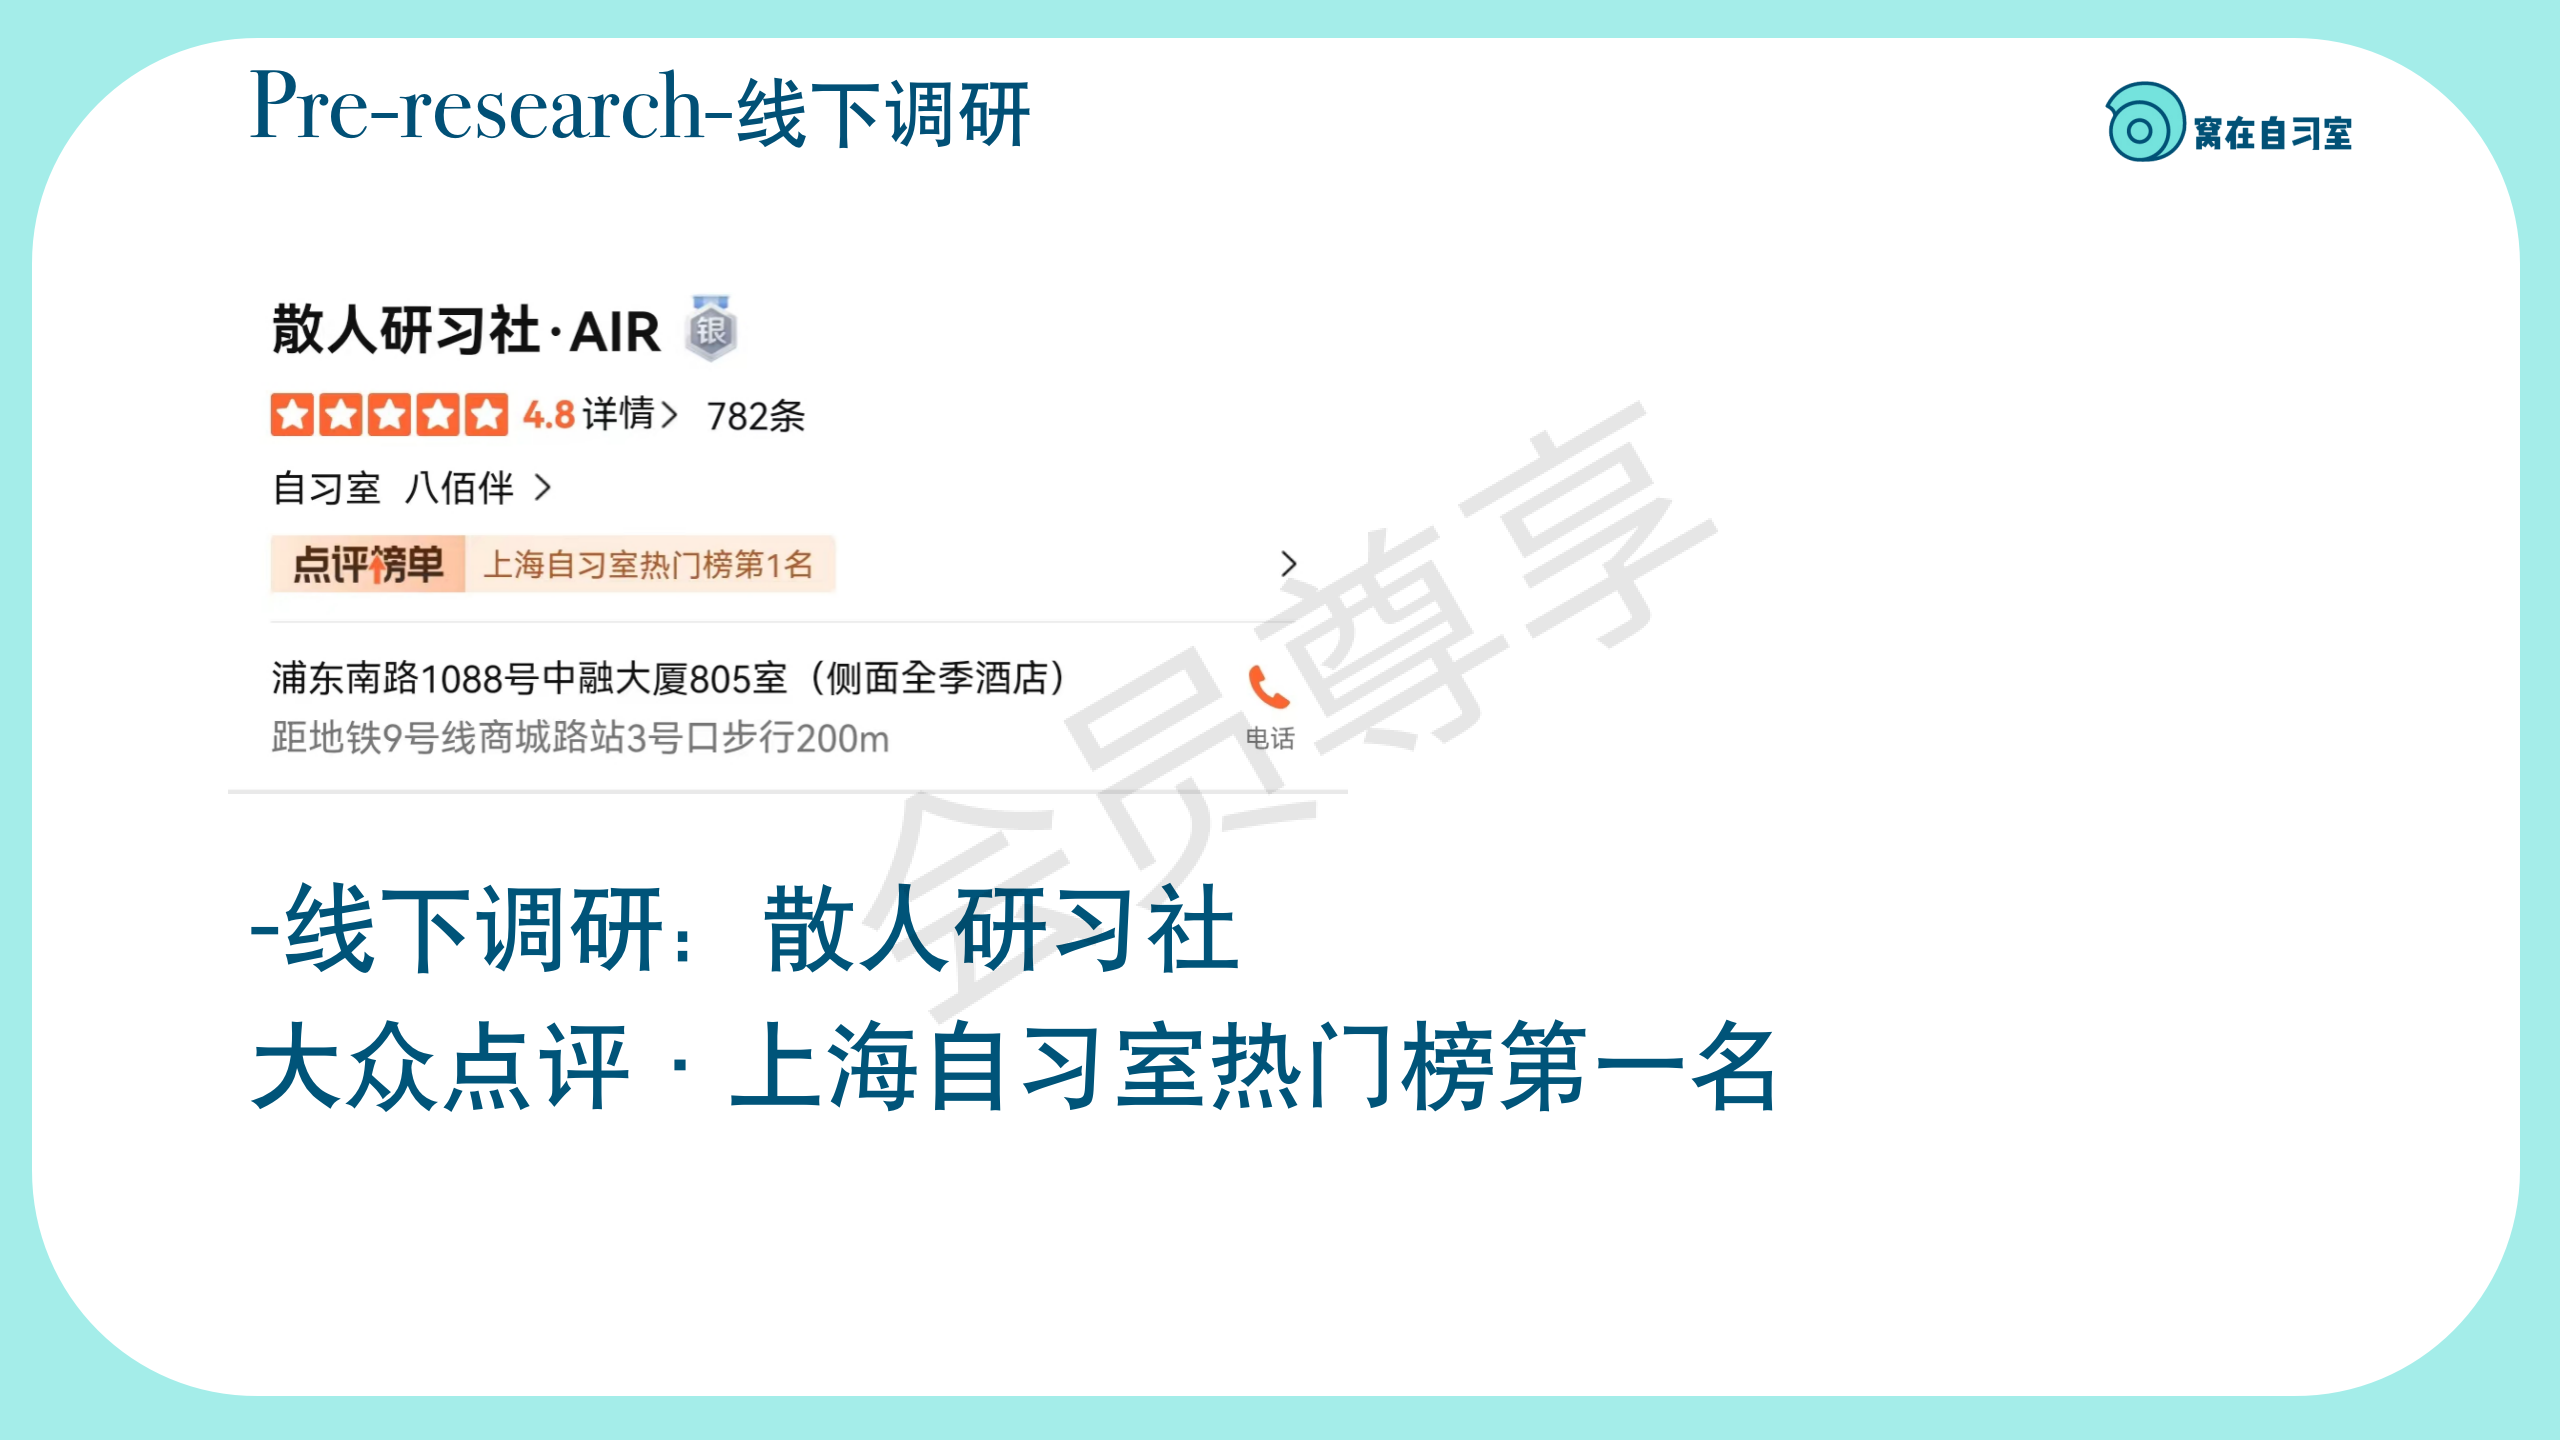 Pre-research-线下调研
窝在自习室
散人研习社·AIR 银
4.8 详情 782条
自习室 八佰伴
点评榜单 上海自习室热门榜第1名
浦东南路1088号中融大厦805室（侧面全季酒店）
距地铁9号线商城路站3号口步行200m
电话
会员尊享
-线下调研：散人研习社
大众点评 · 上海自习室热门榜第一名